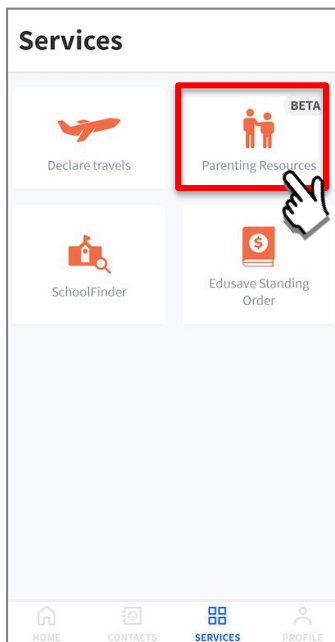 Services
BETA
Declare travels
Parenting Resources
SchoolFinder
Edusave Standing
Order
HOME
CONTACTS
SERVICES
PROFILE